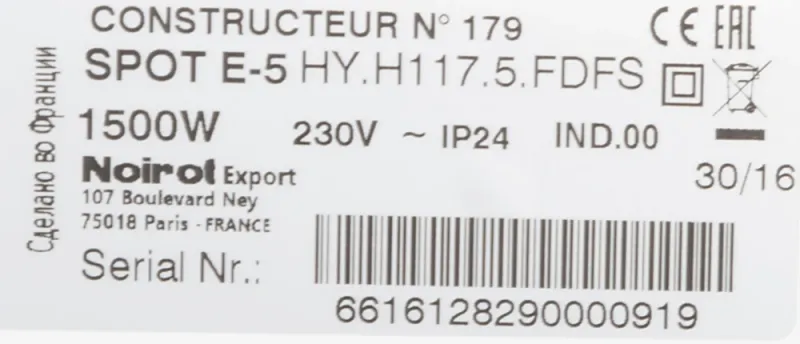 CONSTRUCTEUR N° 179
CE EAC
SPOT E-5 HY.H117.5.FDFS
1500W 230V ~ IP24 IND.00
Noirot Export
30/16
107 Boulevard Ney
75018 Paris - FRANCE
Serial Nr.:
66161282900000919
Сделано во Франции